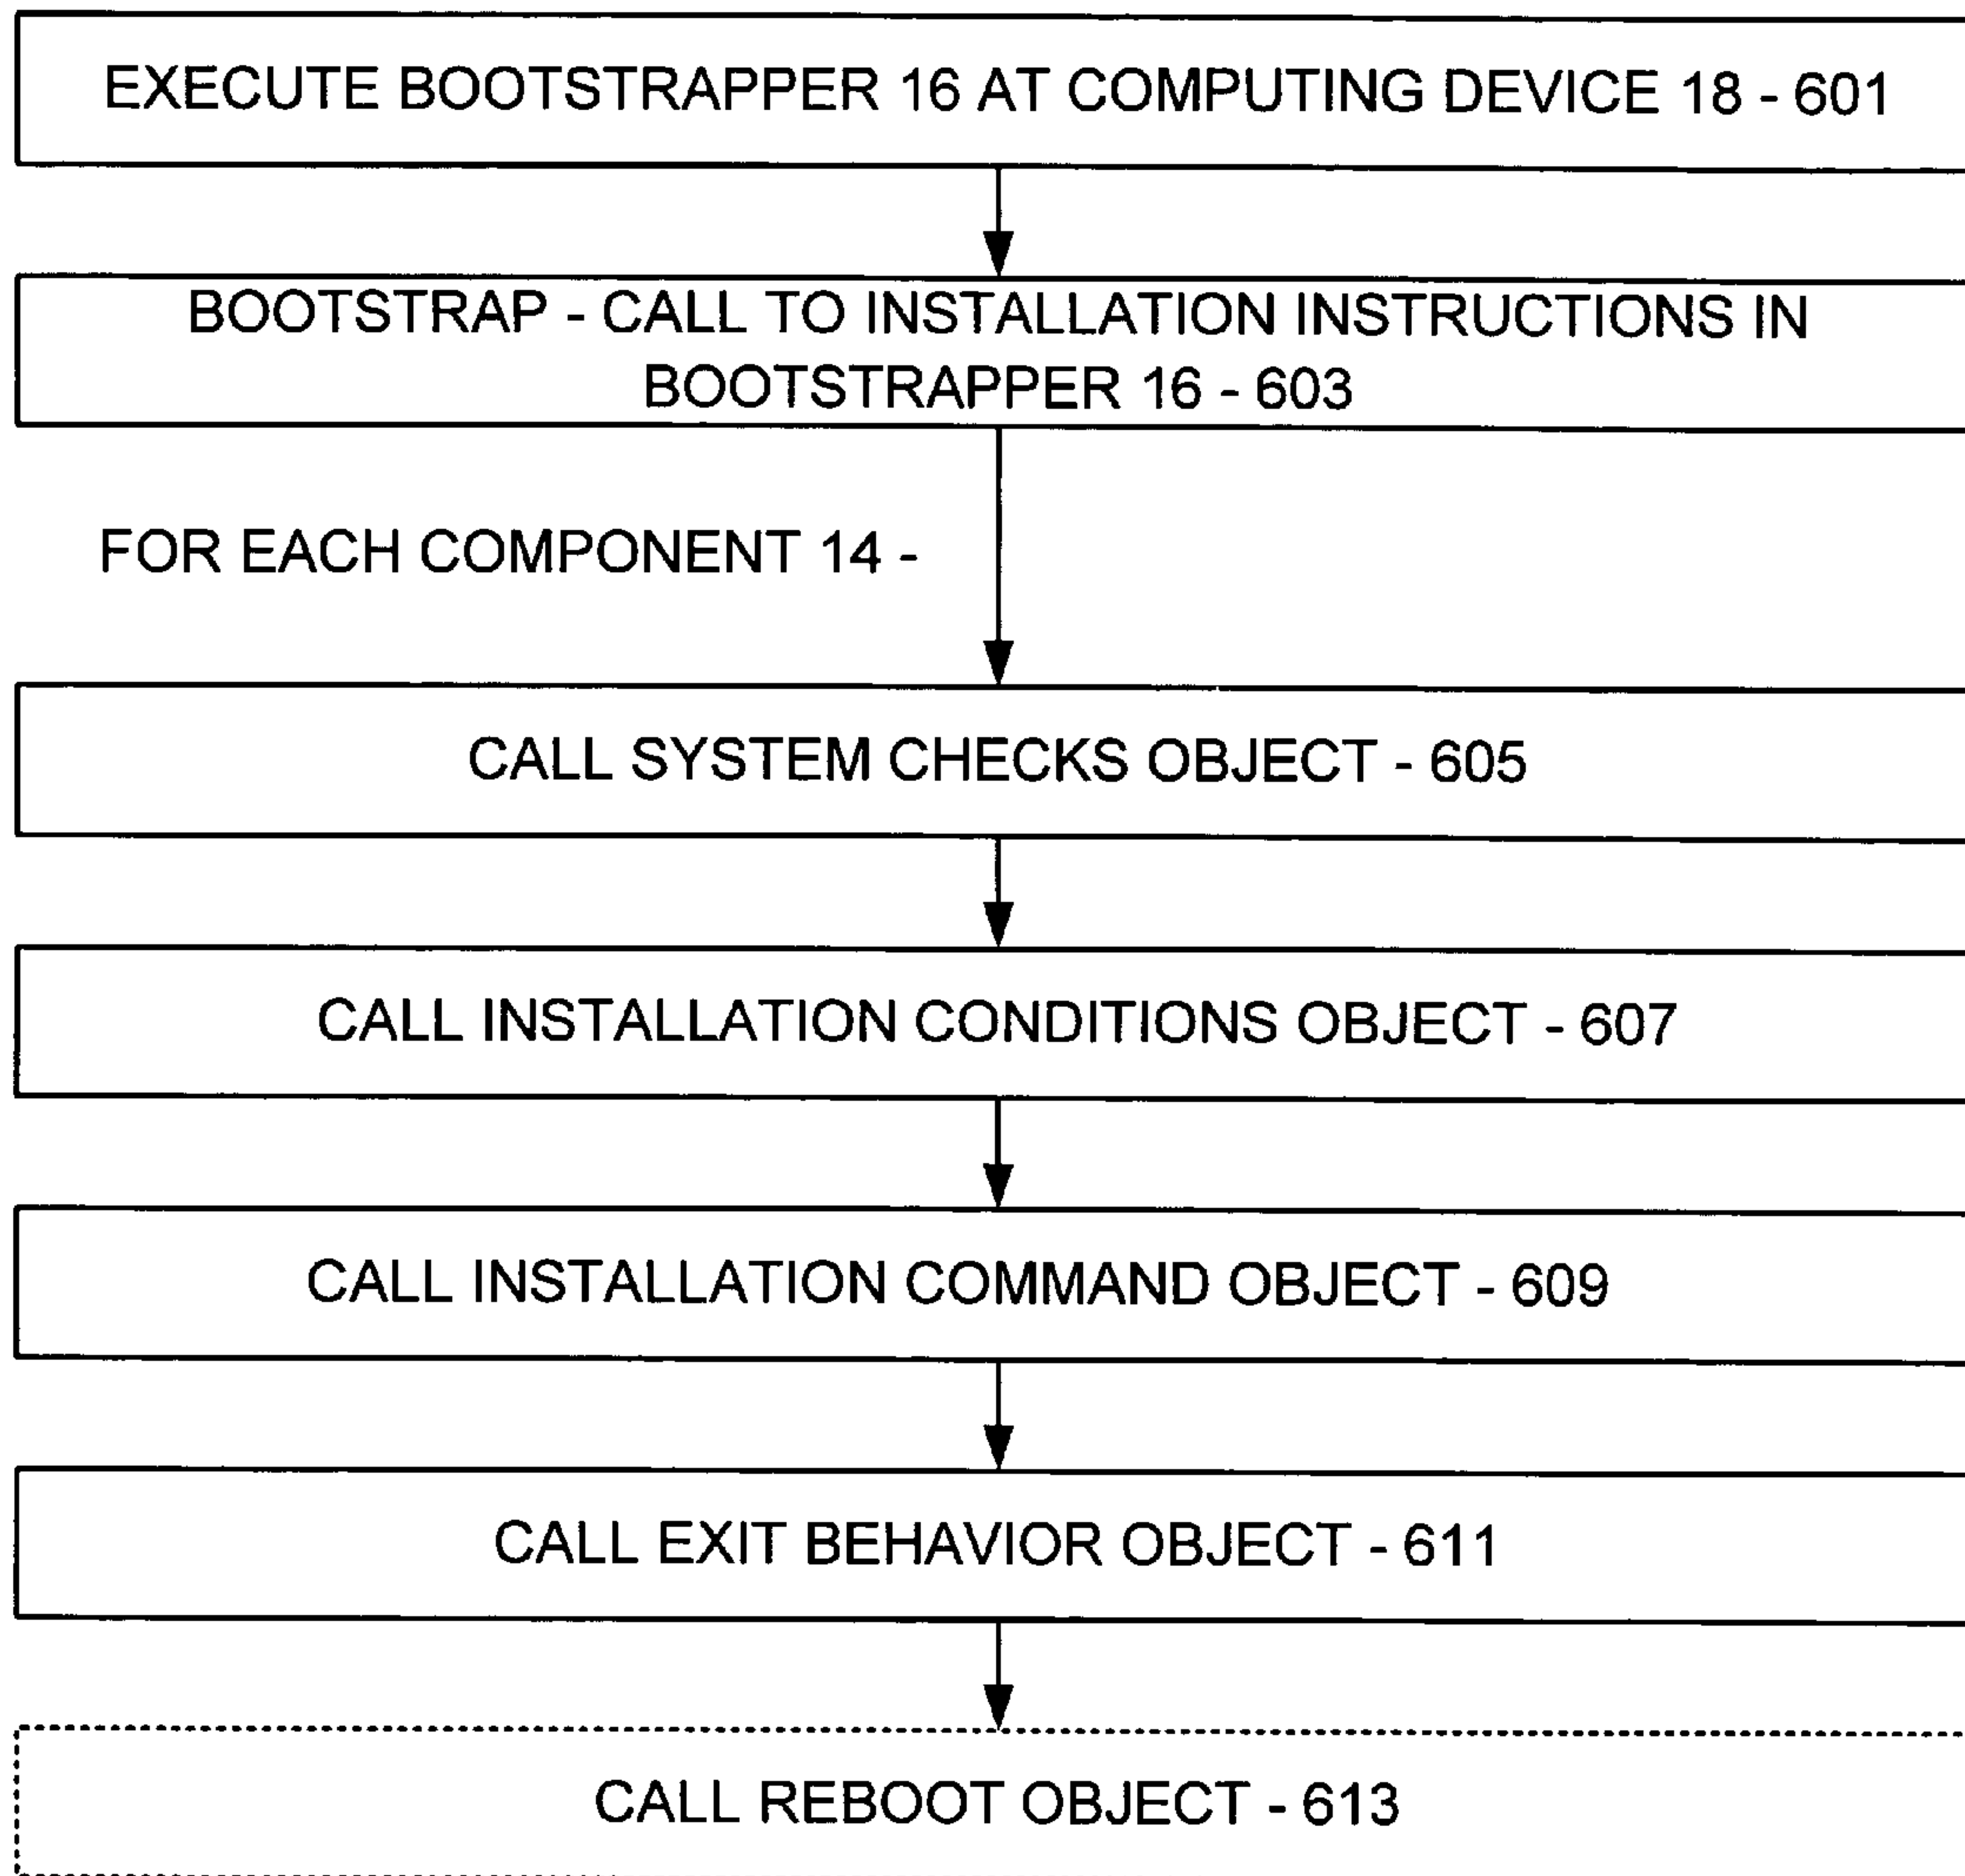 EXECUTE BOOTSTRAPPER 16 AT COMPUTING DEVICE 18 - 601
BOOTSTRAP - CALL TO INSTALLATION INSTRUCTIONS IN
BOOTSTRAPPER 16 - 603
FOR EACH COMPONENT 14 -
CALL SYSTEM CHECKS OBJECT - 605
CALL INSTALLATION CONDITIONS OBJECT - 607
CALL INSTALLATION COMMAND OBJECT - 609
CALL EXIT BEHAVIOR OBJECT - 611
CALL REBOOT OBJECT - 613